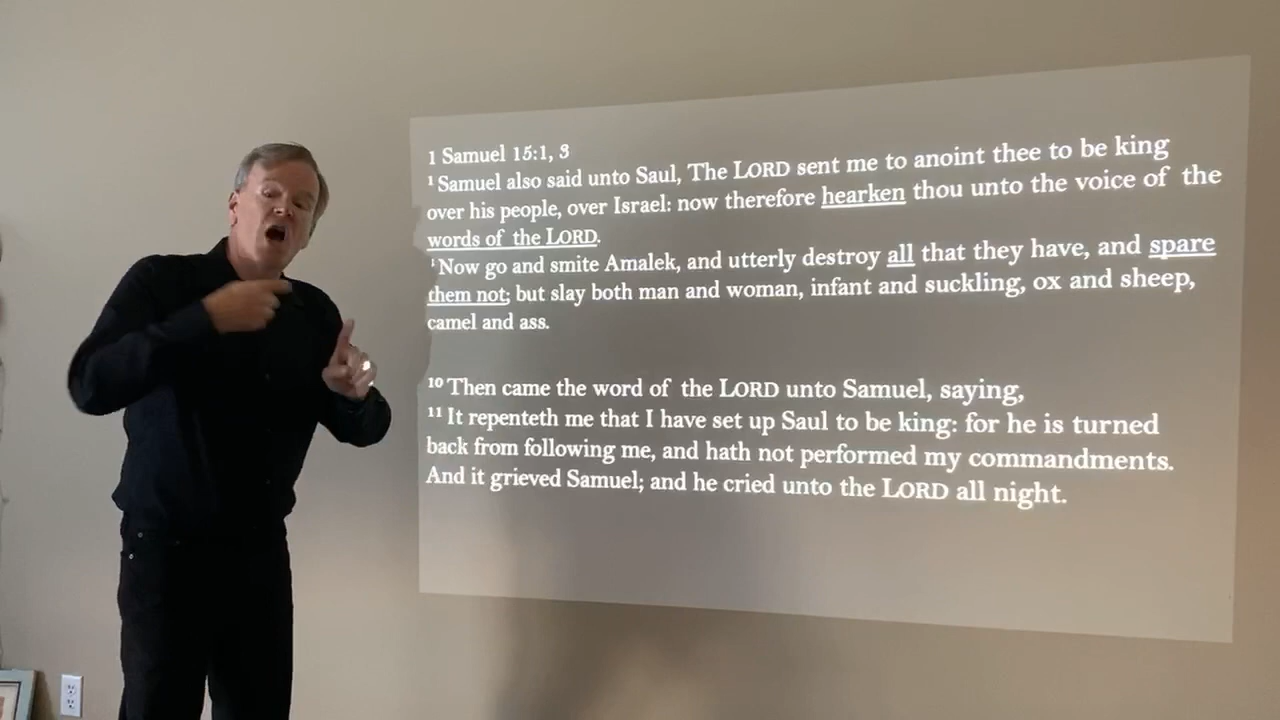 1 Samuel 15:1, 3
1 Samuel also said unto Saul, The LORD sent me to anoint thee to be king
over his people, over Israel: now therefore hearken thou unto the voice of the
words of the LORD.
Now go and smite Amalek, and utterly destroy all that they have, and spare
them not; but slay both man and woman, infant and suckling, ox and sheep,
camel and ass.
10 Then came the word of the LORD unto Samuel, saying,
11 It repenteth me that I have set up Saul to be king: for he is turned
back from following me, and hath not performed my commandments.
And it grieved Samuel; and he cried unto the LORD all night.